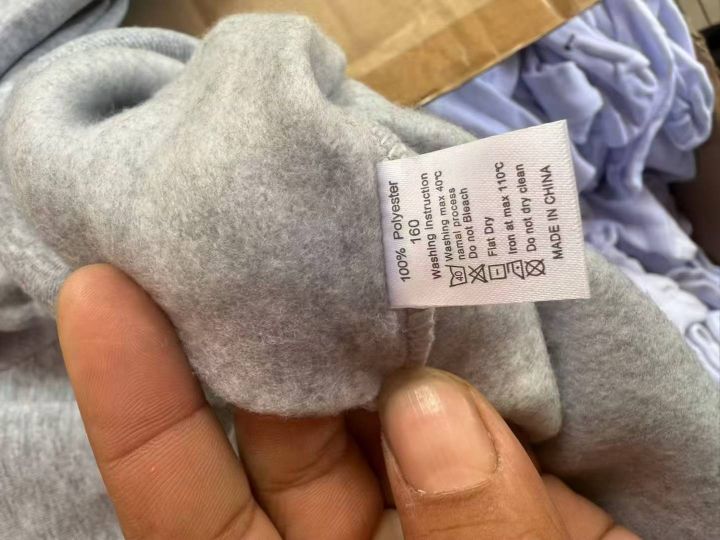 100% Polyester
160
Washing Instruction
Washing max 40℃
namal process
Do not Bleach
Flat Dry
Iron at max 110℃
Do not dry clean
MADE IN CHINA
40